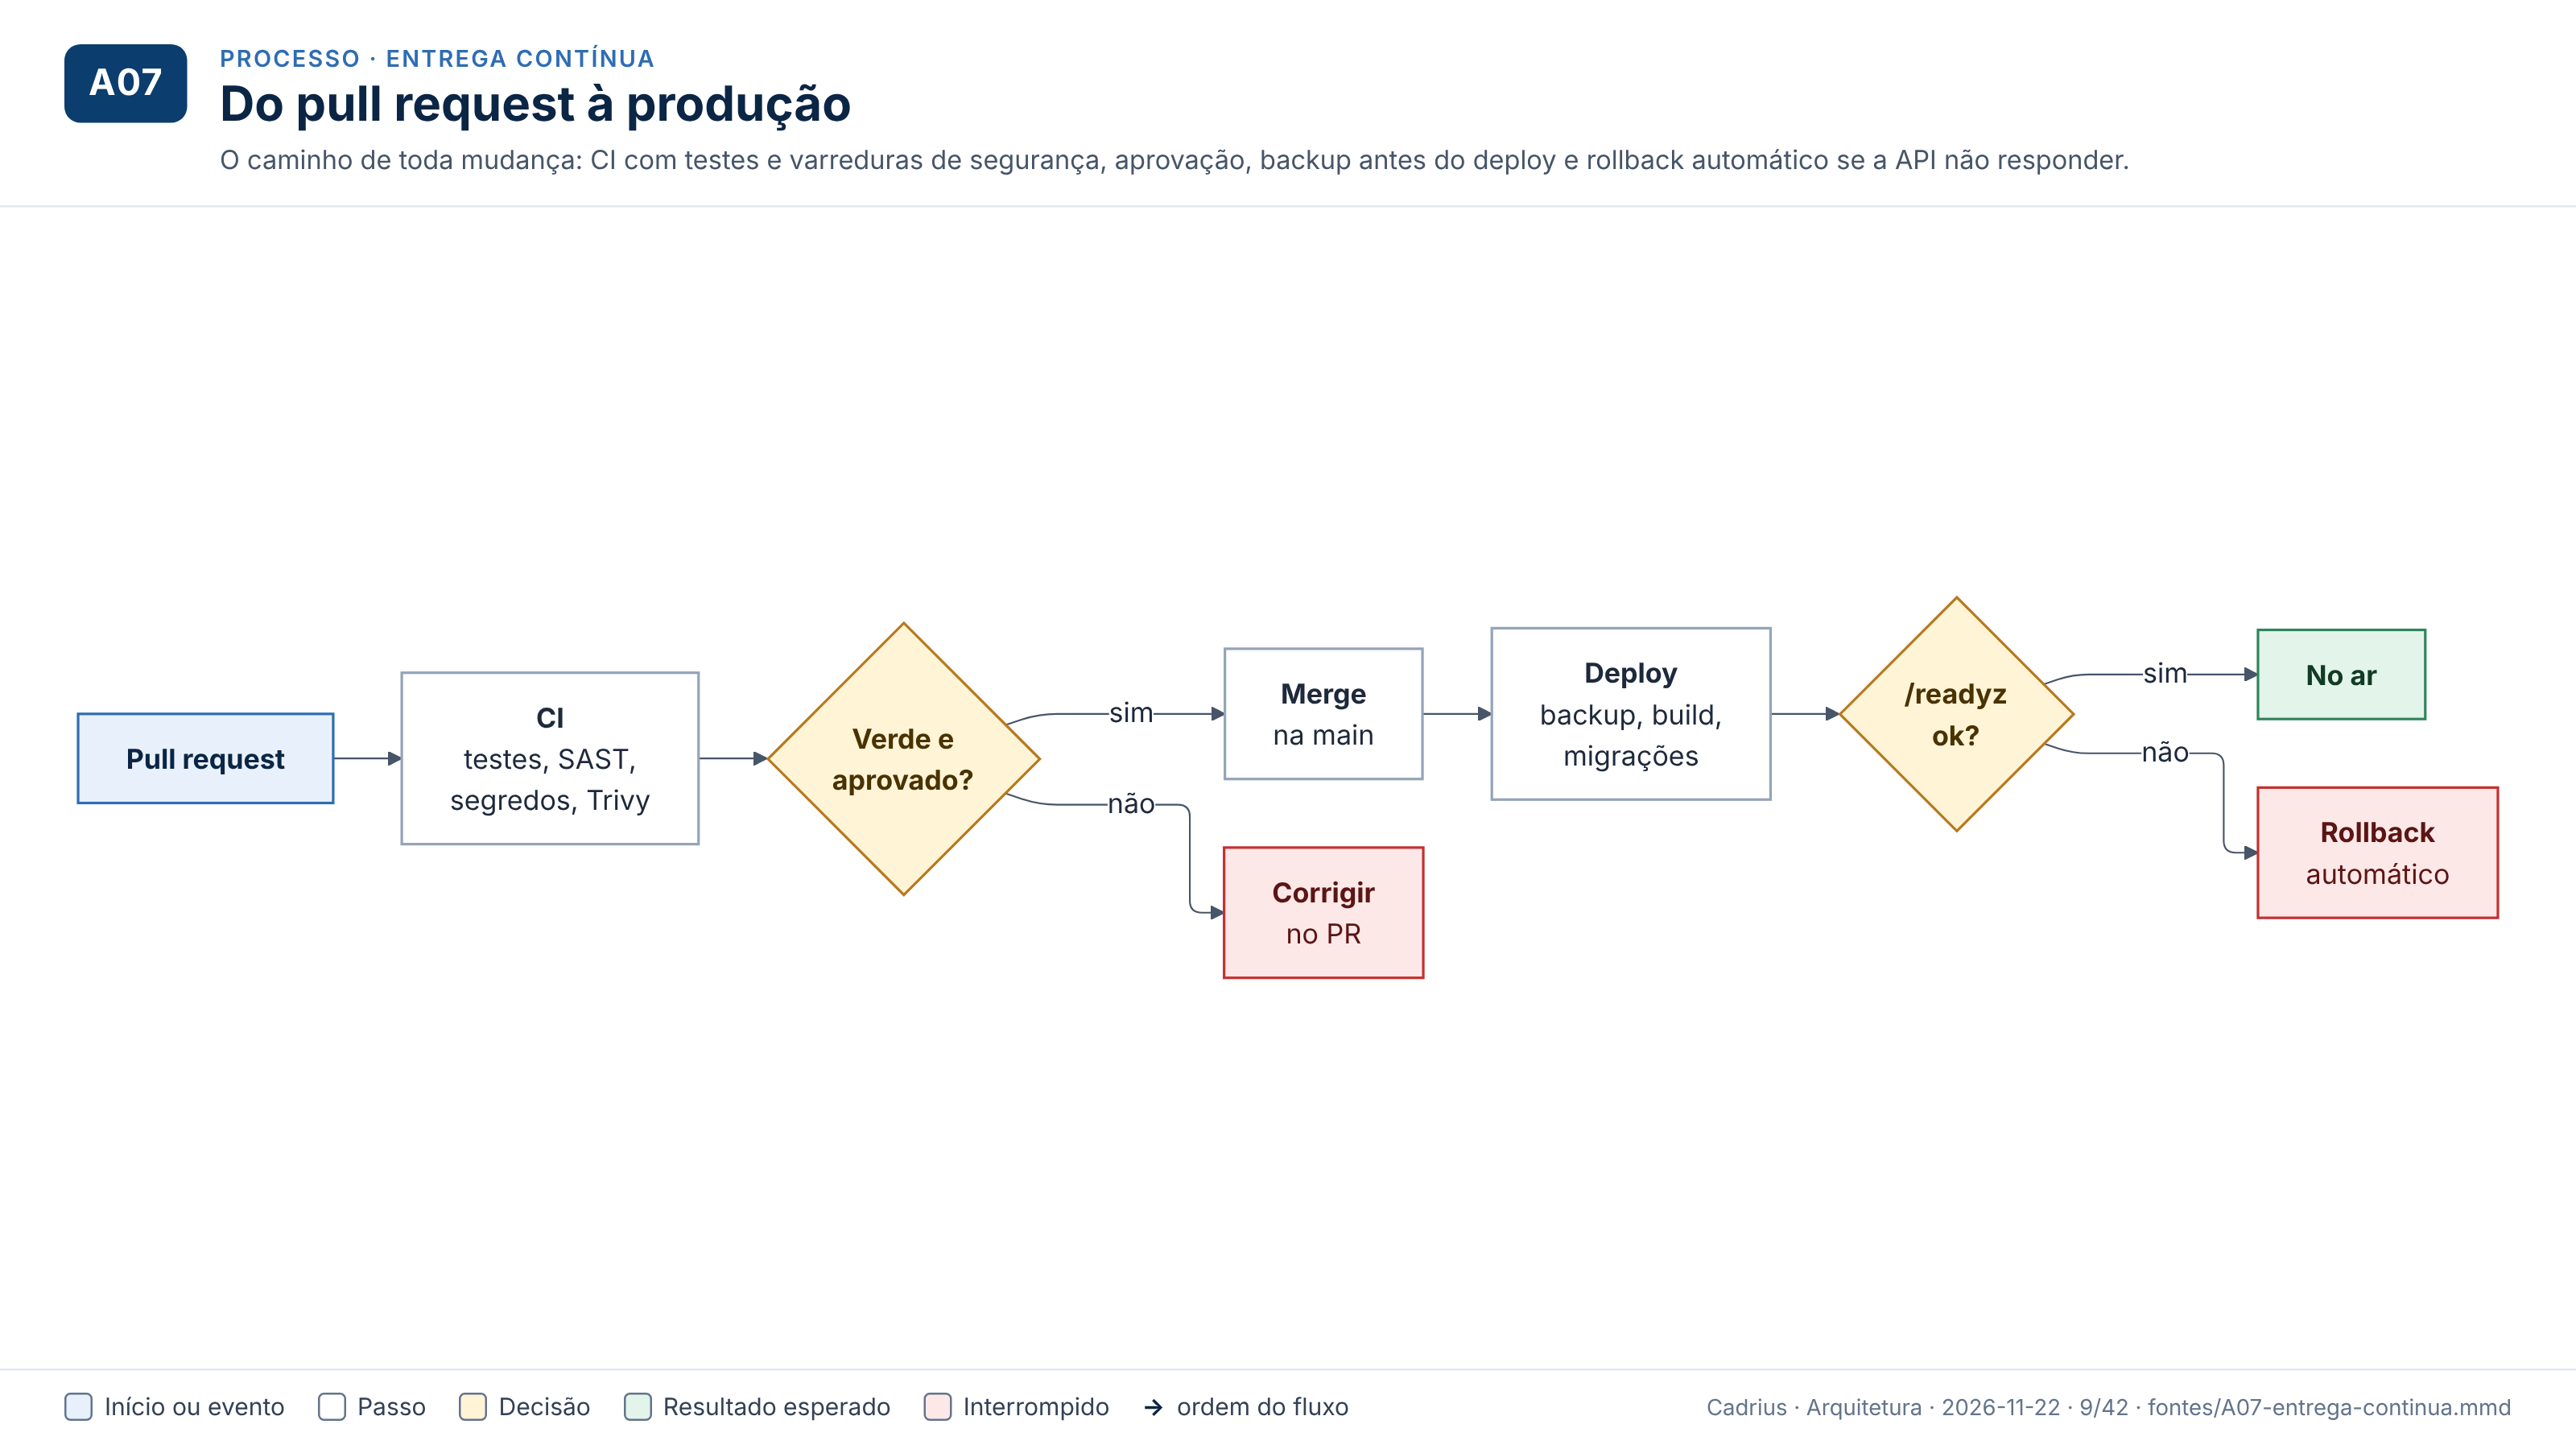 A07
PROCESSO · ENTREGA CONTÍNUA
Do pull request à produção
O caminho de toda mudança: CI com testes e varreduras de segurança, aprovação, backup antes do deploy e rollback automático se a API não responder.
Pull request
CI
testes, SAST,
segredos, Trivy
Verde e
aprovado?
sim
não
Merge
na main
Corrigir
no PR
Deploy
backup, build,
migrações
/readyz
ok?
sim
não
No ar
Rollback
automático
Início ou evento
Passo
Decisão
Resultado esperado
Interrompido
→ ordem do fluxo
Cadrius · Arquitetura · 2026-11-22 · 9/42 · fontes/A07-entrega-continua.mmd